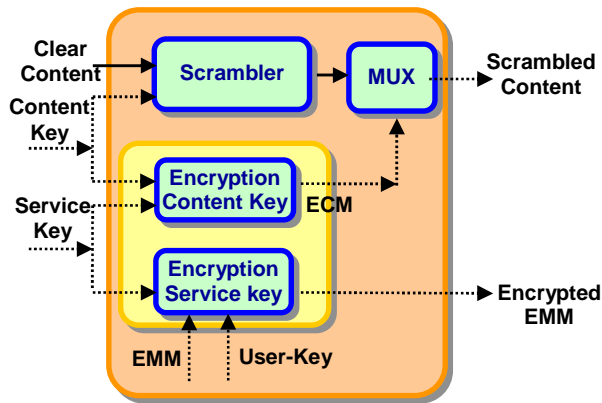 Clear
Content
Scrambler
MUX
Scrambled
Content
Content
Key
Encryption
Content Key
ECM
Service
Key
Encryption
Service key
Encrypted
EMM
EMM
User-Key